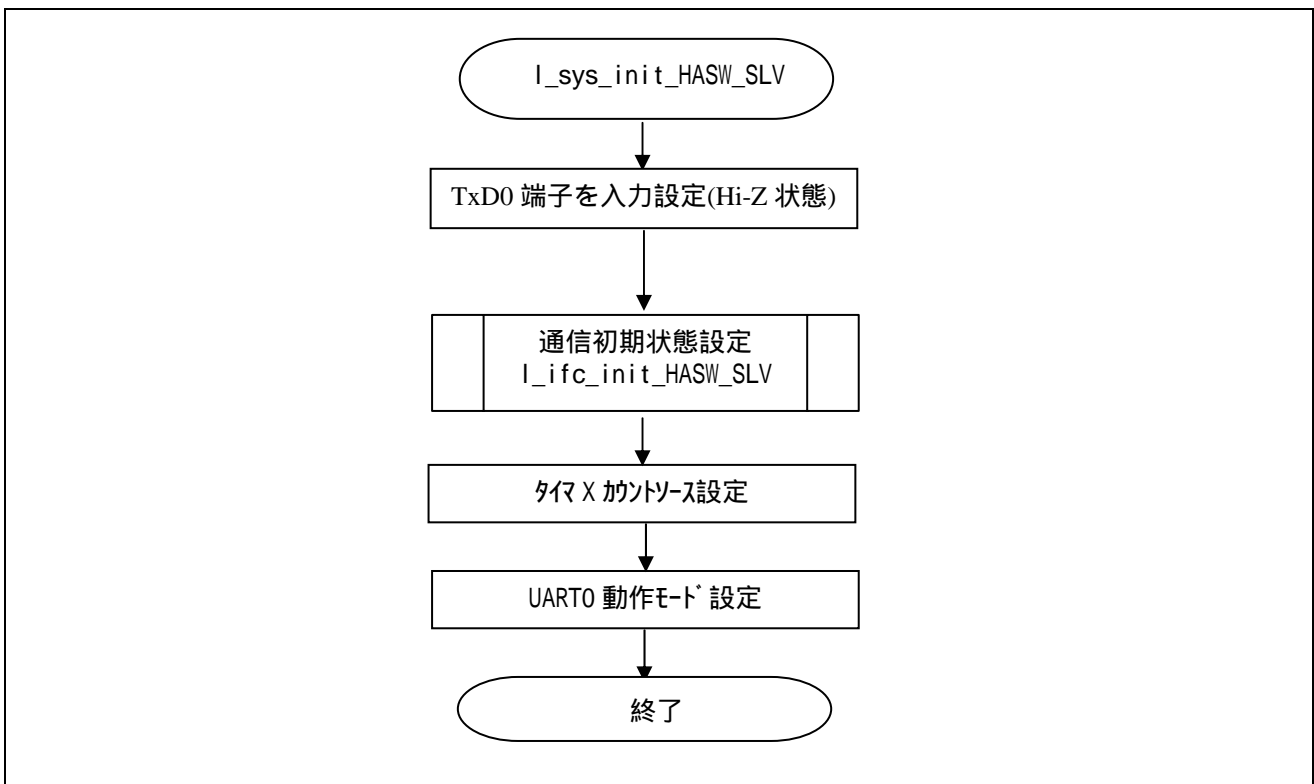 l_sys_init_HASW_SLV
TxD0 端子を入力設定(Hi-Z 状態)
通信初期状態設定
l_ifc_init_HASW_SLV
ﾀｲﾏ X ｶｳﾝﾄｿｰｽ設定
UART0 動作ﾓｰﾄﾞ設定
終了